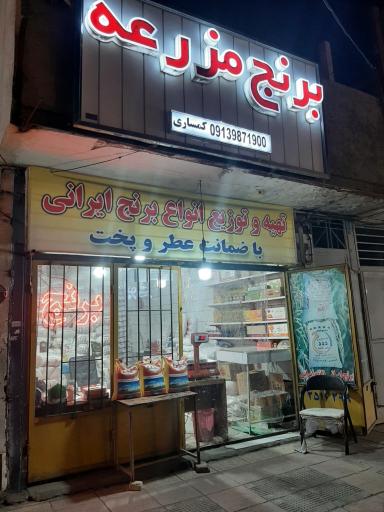 برنج مزرعه
09139871900 کمساری
تهیه و توزیع انواع برنج ایرانی
با ضمانت عطر و پخت
برنج